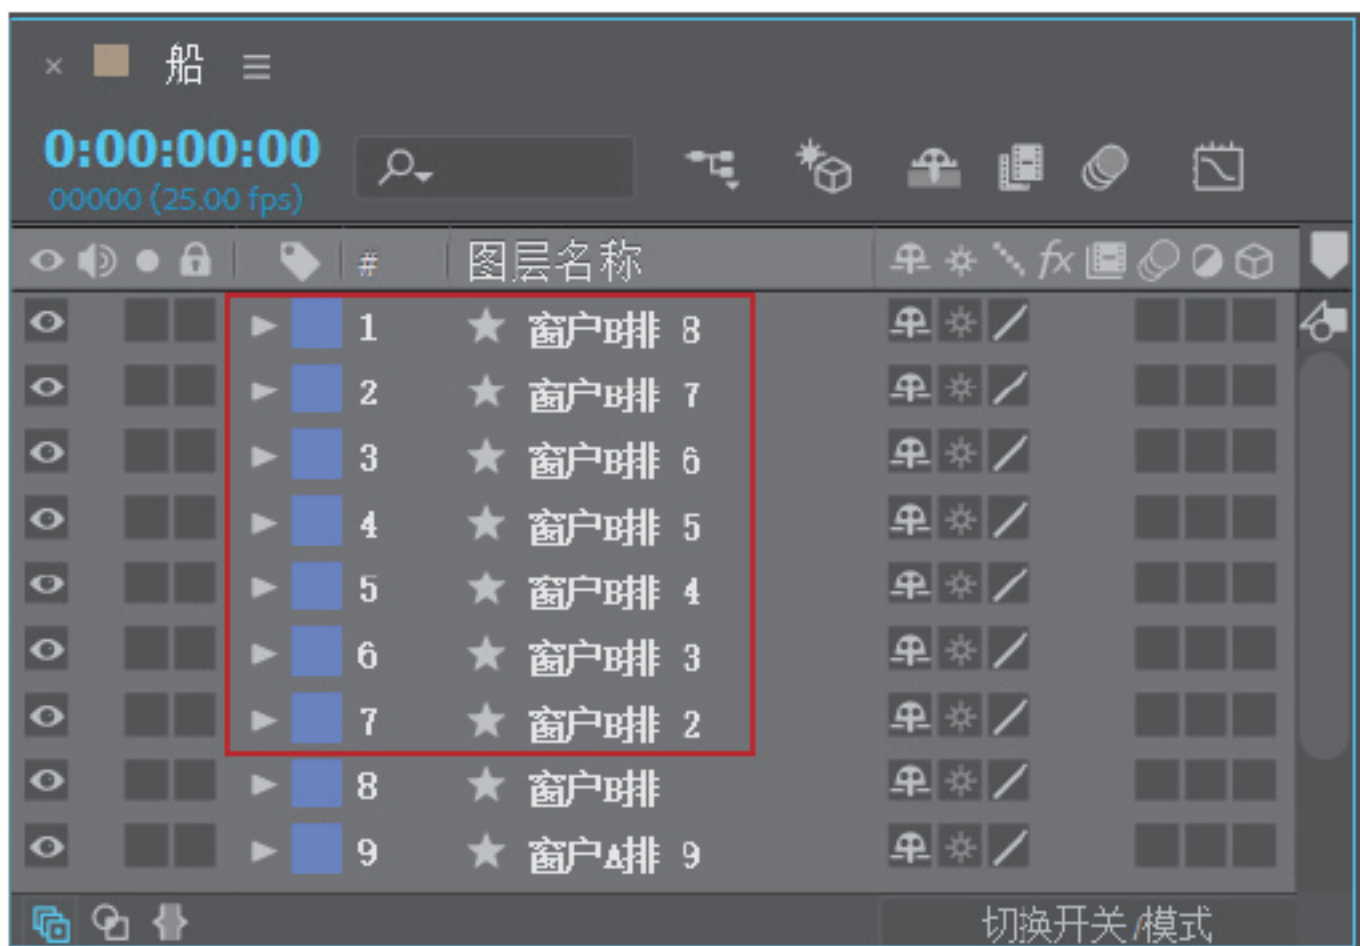 × 船
0:00:00:00
00000 (25.00 fps)
# 图层名称 fx
1 窗户B排 8
2 窗户B排 7
3 窗户B排 6
4 窗户B排 5
5 窗户B排 4
6 窗户B排 3
7 窗户B排 2
8 窗户B排
9 窗户A排 9
切换开关/模式